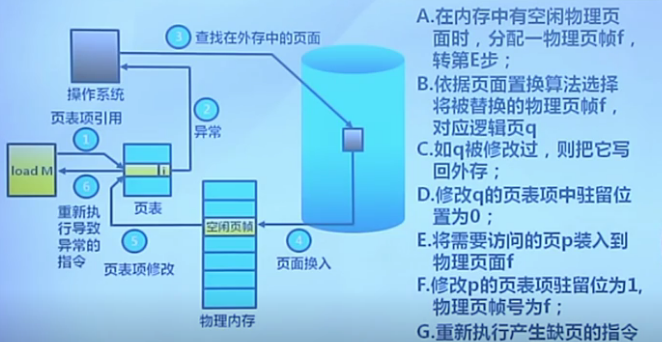 ③ 查找在外存中的页面
操作系统
页表项引用
①
②
异常
load M
i
⑥
页表
重新执
行导致
异常的
指令
⑤
页表项修改
空闲页帧
④
页面换入
物理内存
A.在内存中有空闲物理页
面时，分配一物理页帧f，
转第E步；
B.依据页面置换算法选择
将被替换的物理页帧f，
对应逻辑页q
C.如q被修改过，则把它写
回外存；
D.修改q的页表项中驻留位
置为0；
E.将需要访问的页p装入到
物理页面f
F.修改p的页表项驻留位为1,
物理页帧号为f；
G.重新执行产生缺页的指令